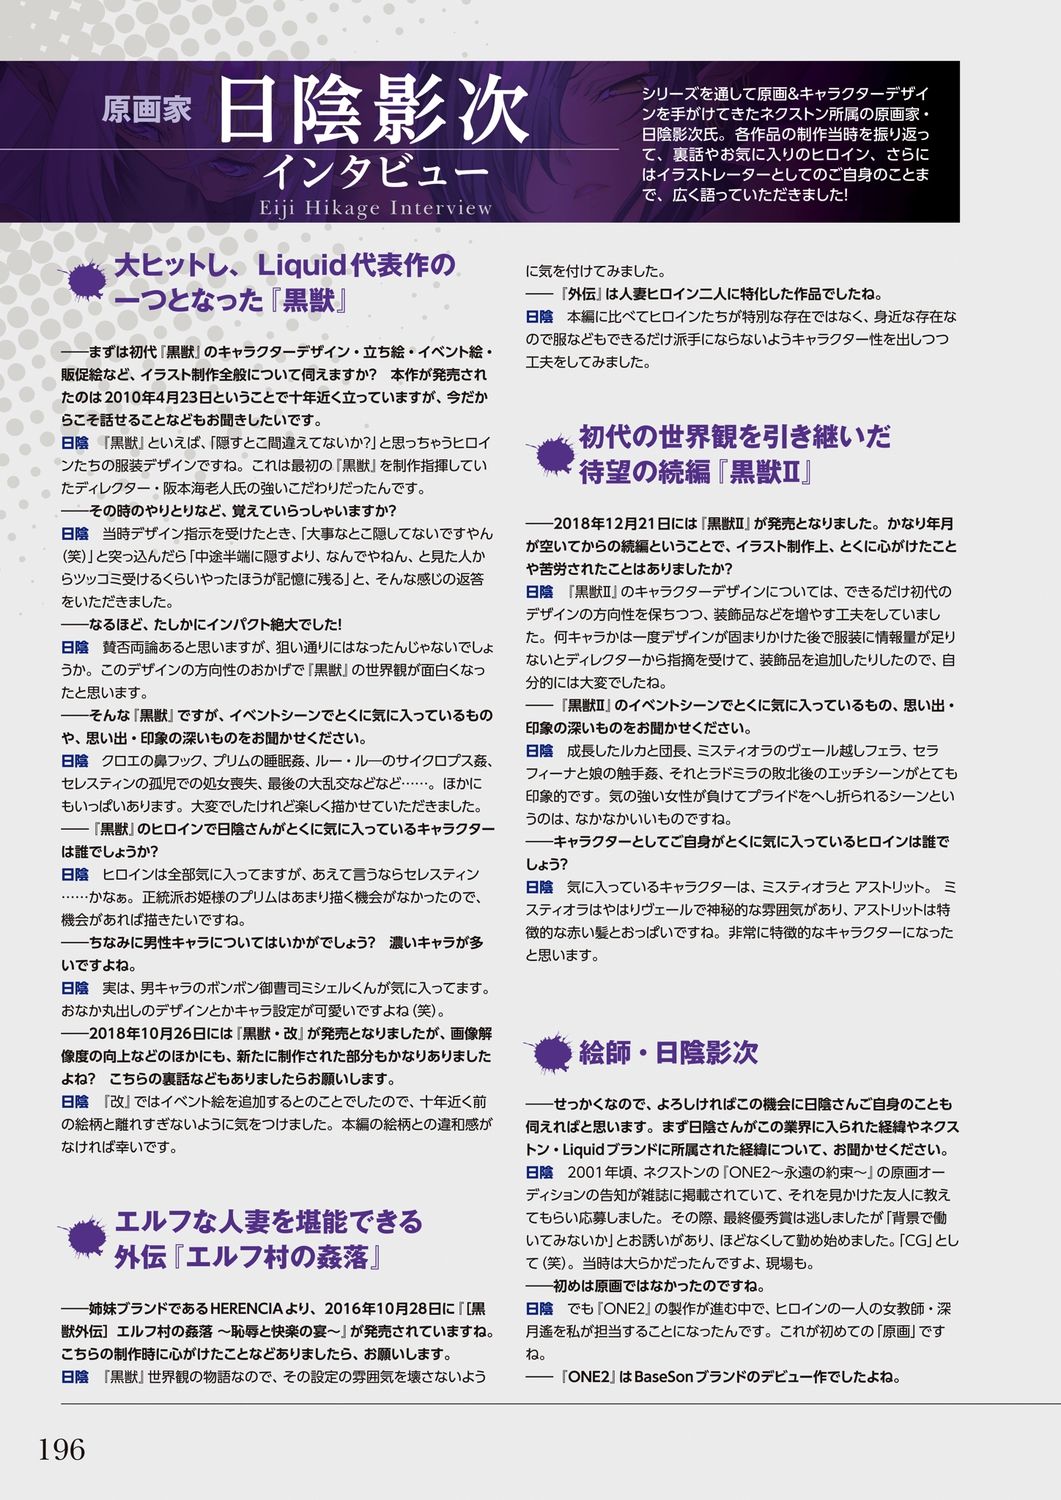 原画家
日陰影次
インタビュー
Eiji Hikage Interview
シリーズを通して原画&キャラクターデザイ
ンを手がけてきたネクストン所属の原画家・
日陰影次氏。各作品の制作当時を振り返っ
て、裏話やお気に入りのヒロイン、さらに
はイラストレーターとしてのご自身のことま
で、広く語っていただきました!
大ヒットし、Liquid代表作の
一つとなった『黒獣』
――まずは初代『黒獣』のキャラクターデザイン・立ち絵・イベント絵・
販促絵など、イラスト制作全般について伺えますか?　本作が発売され
たのは2010年4月23日ということで十年近く立っていますが、今だか
らこそ話せることなどもお聞きしたいです。
日陰　『黒獣』といえば、「隠すとこ間違えてないか?」と思っちゃうヒロイ
ンたちの服装デザインですね。これは最初の『黒獣』を制作指揮してい
たディレクター・阪本海老人氏の強いこだわりだったんです。
――その時のやりとりなど、覚えていらっしゃいますか?
日陰　当時デザイン指示を受けたとき、「大事なとこ隠してないですやん
(笑)」と突っ込んだら「中途半端に隠すより、なんでやねん、と見た人か
らツッコミ受けるくらいやったほうが記憶に残る」と、そんな感じの返答
をいただきました。
――なるほど、たしかにインパクト絶大でした!
日陰　賛否両論あると思いますが、狙い通りにはなったんじゃないでしょ
うか。このデザインの方向性のおかげで『黒獣』の世界観が面白くなっ
たと思います。
――そんな『黒獣』ですが、イベントシーンでとくに気に入っているもの
や、思い出・印象の深いものをお聞かせください。
日陰　クロエの鼻フック、プリムの睡眠姦、ルー・ルーのサイクロプス姦、
セレスティンの孤児での処女喪失、最後の大乱交などなど……。ほかに
もいっぱいあります。大変でしたけれど楽しく描かせていただきました。
――『黒獣』のヒロインで日陰さんがとくに気に入っているキャラクター
は誰でしょうか?
日陰　ヒロインは全部気に入ってますが、あえて言うならセレスティン
……かなぁ。正統派お姫様のプリムはあまり描く機会がなかったので、
機会があれば描きたいですね。
――ちなみに男性キャラについてはいかがでしょう?　濃いキャラが多
いですよね。
日陰　実は、男キャラのボンボン御曹司ミシェルくんが気に入ってます。
おなか丸出しのデザインとかキャラ設定が可愛いですよね(笑)。
――2018年10月26日には『黒獣・改』が発売となりましたが、画像解
像度の向上などのほかにも、新たに制作された部分もかなりありました
よね?　こちらの裏話などもありましたらお願いします。
日陰　『改』ではイベント絵を追加するとのことでしたので、十年近く前
の絵柄と離れすぎないように気をつけました。本編の絵柄との違和感が
なければ幸いです。
エルフな人妻を堪能できる
外伝『エルフ村の姦落』
――姉妹ブランドであるHERENCIAより、2016年10月28日に『[黒
獣外伝] エルフ村の姦落 ～恥辱と快楽の宴～』が発売されていますね。
こちらの制作時に心がけたことなどありましたら、お願いします。
日陰　『黒獣』世界観の物語なので、その設定の雰囲気を壊さないよう
に気を付けてみました。
――『外伝』は人妻ヒロイン二人に特化した作品でしたね。
日陰　本編に比べてヒロインたちが特別な存在ではなく、身近な存在な
ので服などもできるだけ派手にならないようキャラクター性を出しつつ
工夫をしてみました。
初代の世界観を引き継いだ
待望の続編『黒獣II』
――2018年12月21日には『黒獣II』が発売となりました。かなり年月
が空いてからの続編ということで、イラスト制作上、とくに心がけたこと
や苦労されたことはありましたか?
日陰　『黒獣II』のキャラクターデザインについては、できるだけ初代の
デザインの方向性を保ちつつ、装飾品などを増やす工夫をしていまし
た。何キャラかは一度デザインが固まりかけた後で服装に情報量が足り
ないとディレクターから指摘を受けて、装飾品を追加したりしたので、自
分的には大変でしたね。
――『黒獣II』のイベントシーンでとくに気に入っているもの、思い出・
印象の深いものをお聞かせください。
日陰　成長したルカと団長、ミスティオラのヴェール越しフェラ、セラ
フィーナと娘の触手姦、それとラドミラの敗北後のエッチシーンがとても
印象的です。気の強い女性が負けてプライドをへし折られるシーンとい
うのは、なかなかいいものですね。
――キャラクターとしてご自身がとくに気に入っているヒロインは誰で
しょう?
日陰　気に入っているキャラクターは、ミスティオラと アストリット。 ミ
スティオラはやはりヴェールで神秘的な雰囲気があり、アストリットは特
徴的な赤い髪とおっぱいですね。非常に特徴的なキャラクターになった
と思います。
絵師・日陰影次
――せっかくなので、よろしければこの機会に日陰さんご自身のことも
伺えればと思います。まず日陰さんがこの業界に入られた経緯やネクス
トン・Liquidブランドに所属された経緯について、お聞かせください。
日陰　2001年頃、ネクストンの『ONE2～永遠の約束～』の原画オー
ディションの告知が雑誌に掲載されていて、それを見かけた友人に教え
てもらい応募しました。その際、最終優秀賞は逃しましたが「背景で働
いてみないか」とお誘いがあり、ほどなくして勤め始めました。「CG」とし
て(笑)。当時は大らかだったんですよ、現場も。
――初めは原画ではなかったのですね。
日陰　でも『ONE2』の製作が進む中で、ヒロインの一人の女教師・深
月遙を私が担当することになったんです。これが初めての「原画」です
ね。
――『ONE2』はBaseSonブランドのデビュー作でしたよね。
196